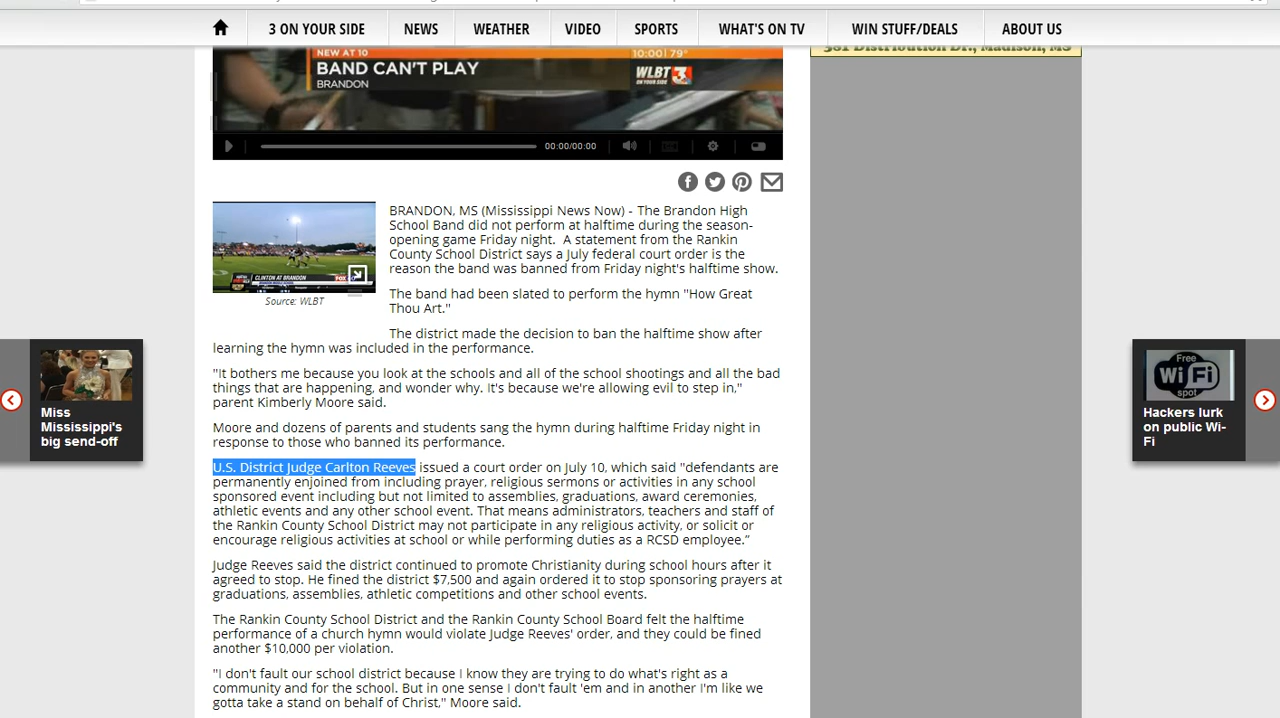 3 ON YOUR SIDE NEWS WEATHER VIDEO SPORTS WHAT'S ON TV WIN STUFF/DEALS ABOUT US
381 Distribution Dr., Madison, MS
NEW AT 10 10:00 79°
BAND CAN'T PLAY
BRANDON
WLBT 3
ON YOUR SIDE
00:00/00:00
BRANDON, MS (Mississippi News Now) - The Brandon High
School Band did not perform at halftime during the season-
opening game Friday night. A statement from the Rankin
County School District says a July federal court order is the
reason the band was banned from Friday night's halftime show.
CLINTON AT BRANDON
Source: WLBT
The band had been slated to perform the hymn "How Great
Thou Art."
The district made the decision to ban the halftime show after
learning the hymn was included in the performance.
"It bothers me because you look at the schools and all of the school shootings and all the bad
things that are happening, and wonder why. It's because we're allowing evil to step in,"
parent Kimberly Moore said.
Moore and dozens of parents and students sang the hymn during halftime Friday night in
response to those who banned its performance.
U.S. District Judge Carlton Reeves issued a court order on July 10, which said "defendants are
permanently enjoined from including prayer, religious sermons or activities in any school
sponsored event including but not limited to assemblies, graduations, award ceremonies,
athletic events and any other school event. That means administrators, teachers and staff of
the Rankin County School District may not participate in any religious activity, or solicit or
encourage religious activities at school or while performing duties as a RCSD employee.”
Judge Reeves said the district continued to promote Christianity during school hours after it
agreed to stop. He fined the district $7,500 and again ordered it to stop sponsoring prayers at
graduations, assemblies, athletic competitions and other school events.
The Rankin County School District and the Rankin County School Board felt the halftime
performance of a church hymn would violate Judge Reeves' order, and they could be fined
another $10,000 per violation.
"I don't fault our school district because I know they are trying to do what's right as a
community and for the school. But in one sense I don't fault 'em and in another I'm like we
gotta take a stand on behalf of Christ," Moore said.
Miss
Mississippi's
big send-off
Free
Wi Fi
spot
Hackers lurk
on public Wi-
Fi